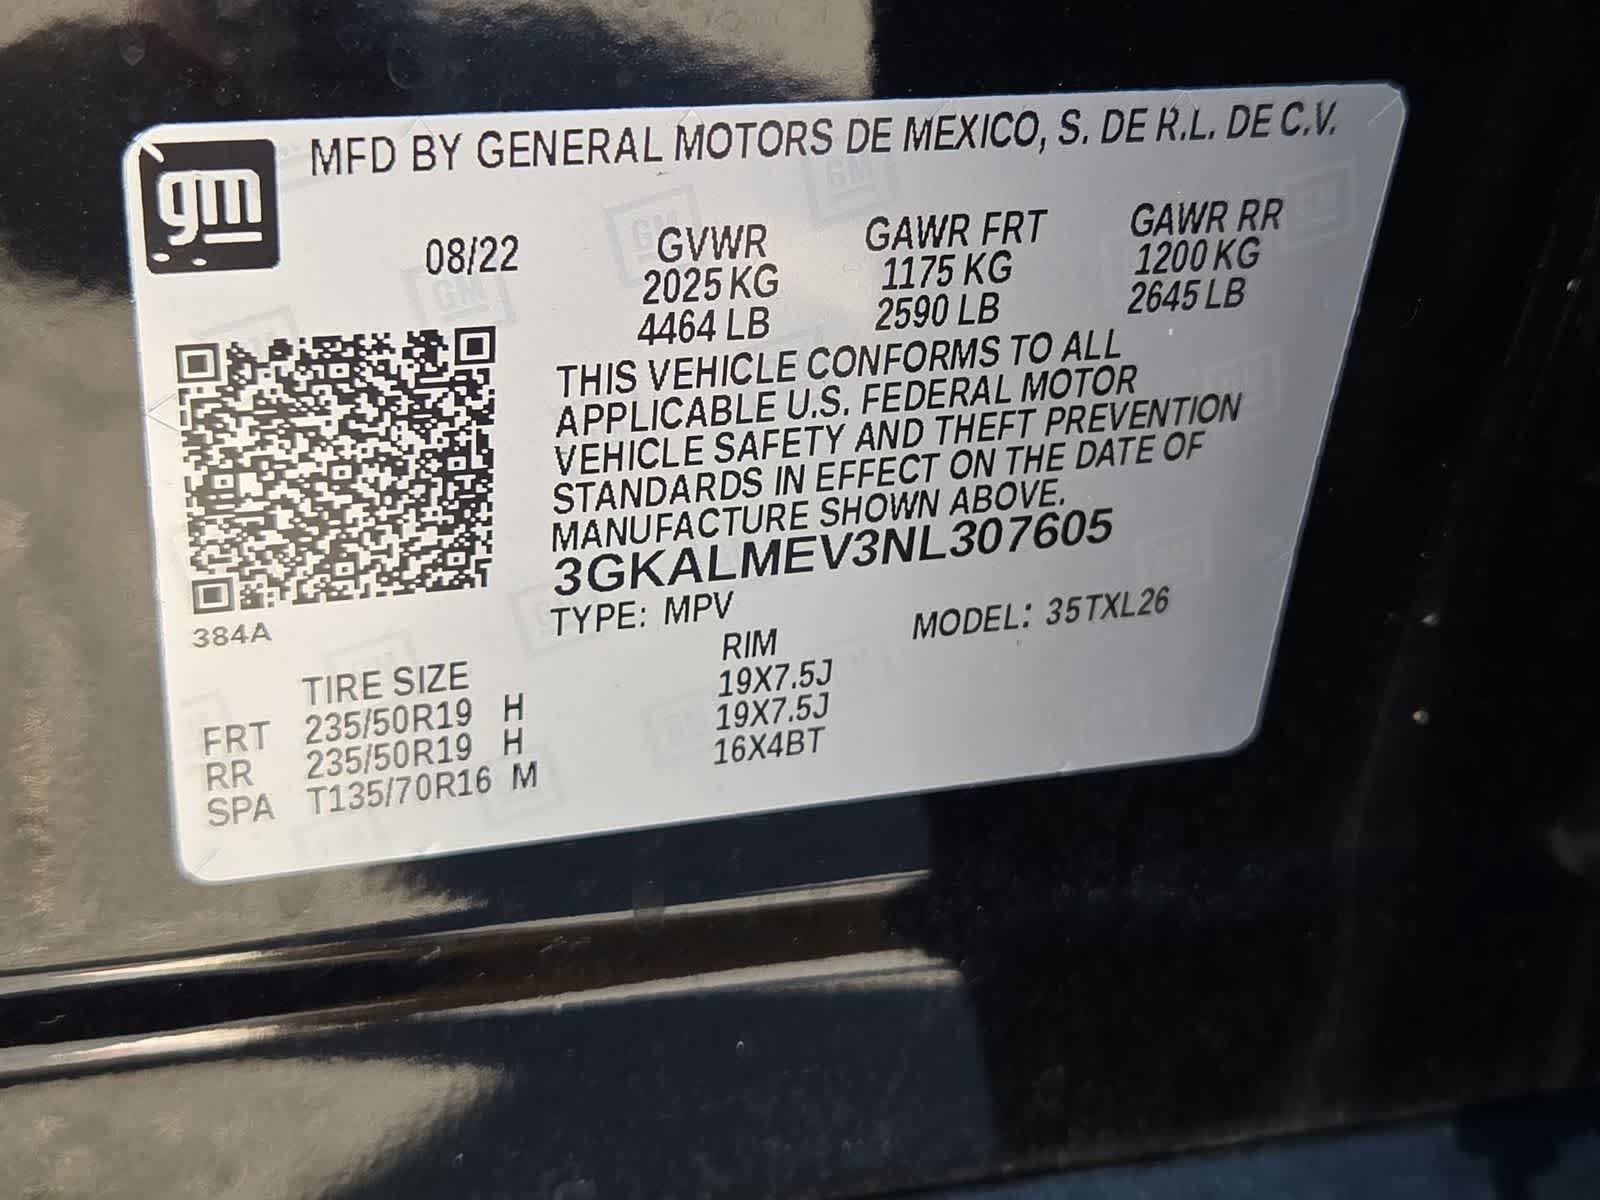 gm
MFD BY GENERAL MOTORS DE MEXICO, S. DE R.L. DE C.V.
08/22 GVWR GAWR FRT GAWR RR
2025 KG 1175 KG 1200 KG
4464 LB 2590 LB 2645 LB
THIS VEHICLE CONFORMS TO ALL
APPLICABLE U.S. FEDERAL MOTOR
VEHICLE SAFETY AND THEFT PREVENTION
STANDARDS IN EFFECT ON THE DATE OF
MANUFACTURE SHOWN ABOVE.
3GKALMEV3NL307605
TYPE: MPV MODEL: 35TXL26
384A
TIRE SIZE RIM
FRT 235/50R19 H 19X7.5J
RR 235/50R19 H 19X7.5J
SPA T135/70R16 M 16X4BT